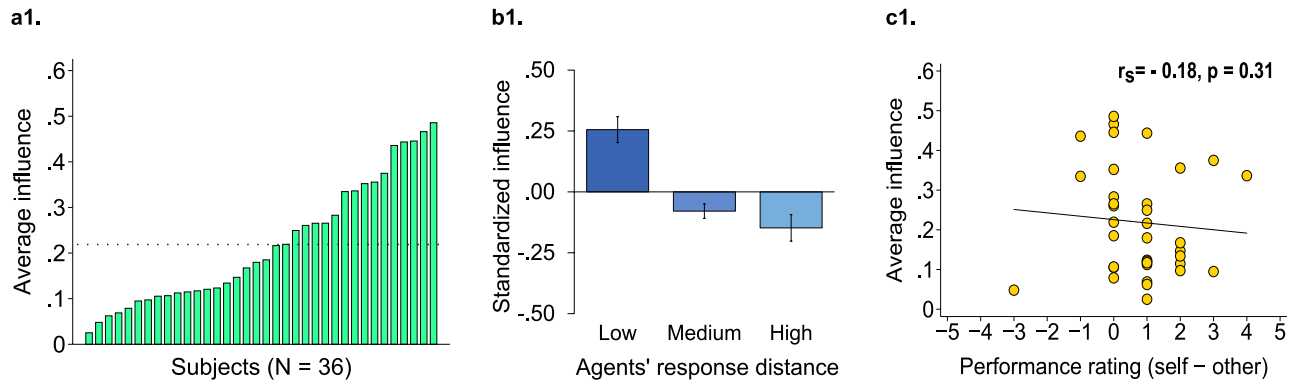 a1.
Average influence
.6
.5
.4
.3
.2
.1
0
Subjects (N = 36)
b1.
Standardized influence
.50
.25
.00
-.25
-.50
Low Medium High
Agents' response distance
c1.
Average influence
.6
.5
.4
.3
.2
.1
0
rs= - 0.18, p = 0.31
−5 −4 −3 −2 −1 0 1 2 3 4 5
Performance rating (self − other)